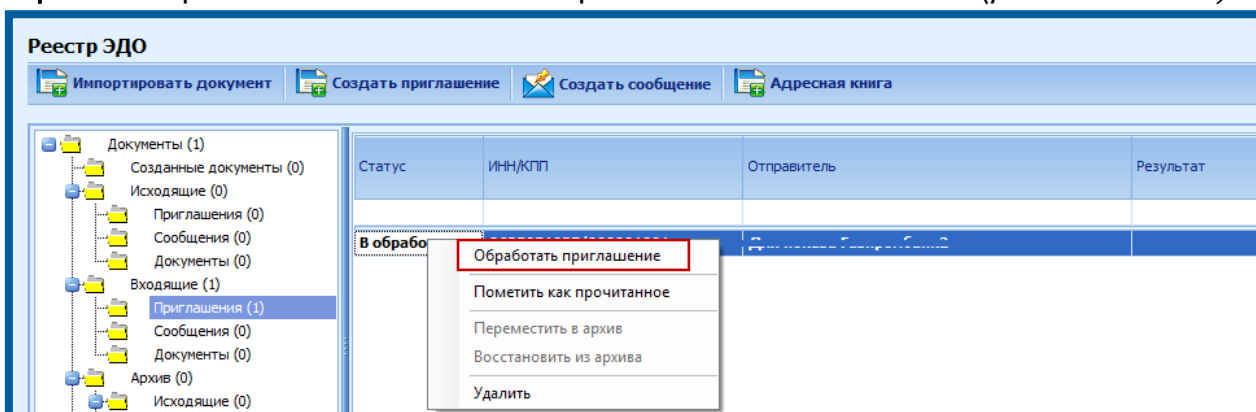 Реестр ЭДО
Импортировать документ Создать приглашение Создать сообщение Адресная книга
Документы (1)
Созданные документы (0)
Исходящие (0)
Приглашения (0)
Сообщения (0)
Документы (0)
Входящие (1)
Приглашения (1)
Сообщения (0)
Документы (0)
Архив (0)
Исходящие (0)
Статус ИНН/КПП Отправитель Результат
В обрабо
Обработать приглашение
Пометить как прочитанное
Переместить в архив
Восстановить из архива
Удалить